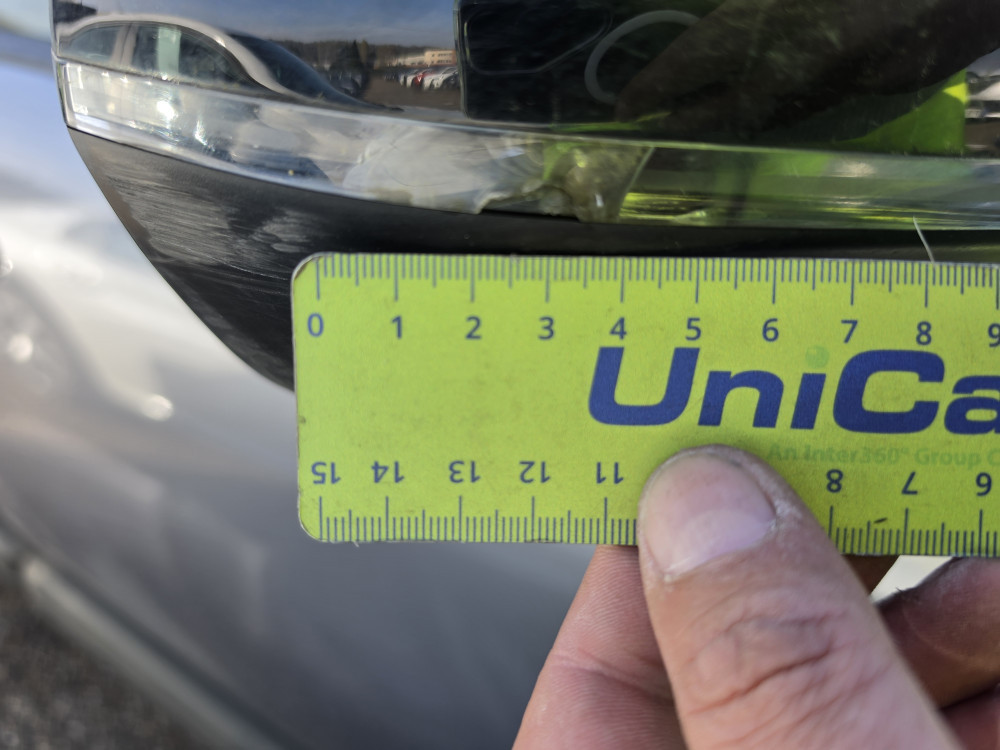 0 1 2 3 4 5 6 7 8 9
UniCa
An Inter360° Group C
15 14 13 12 11 8 7 6